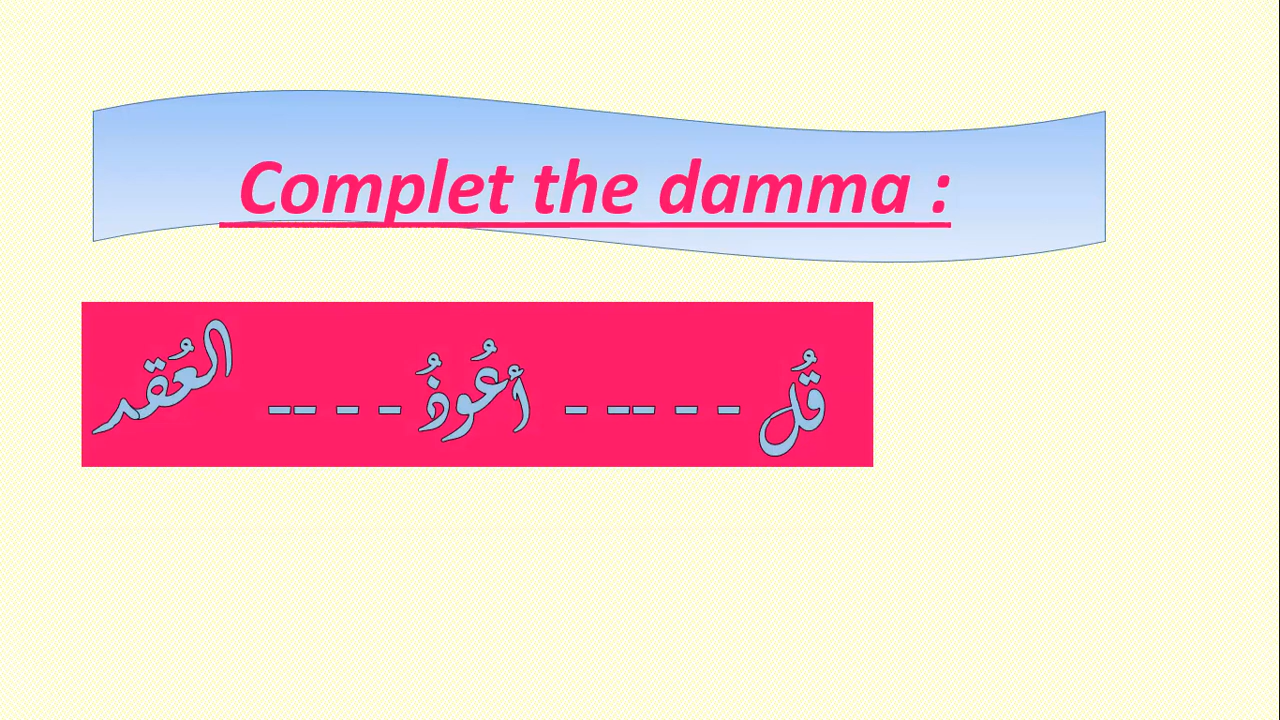 Complet the damma :
قُل - - -- - أعُوذُ - - -- العُقد